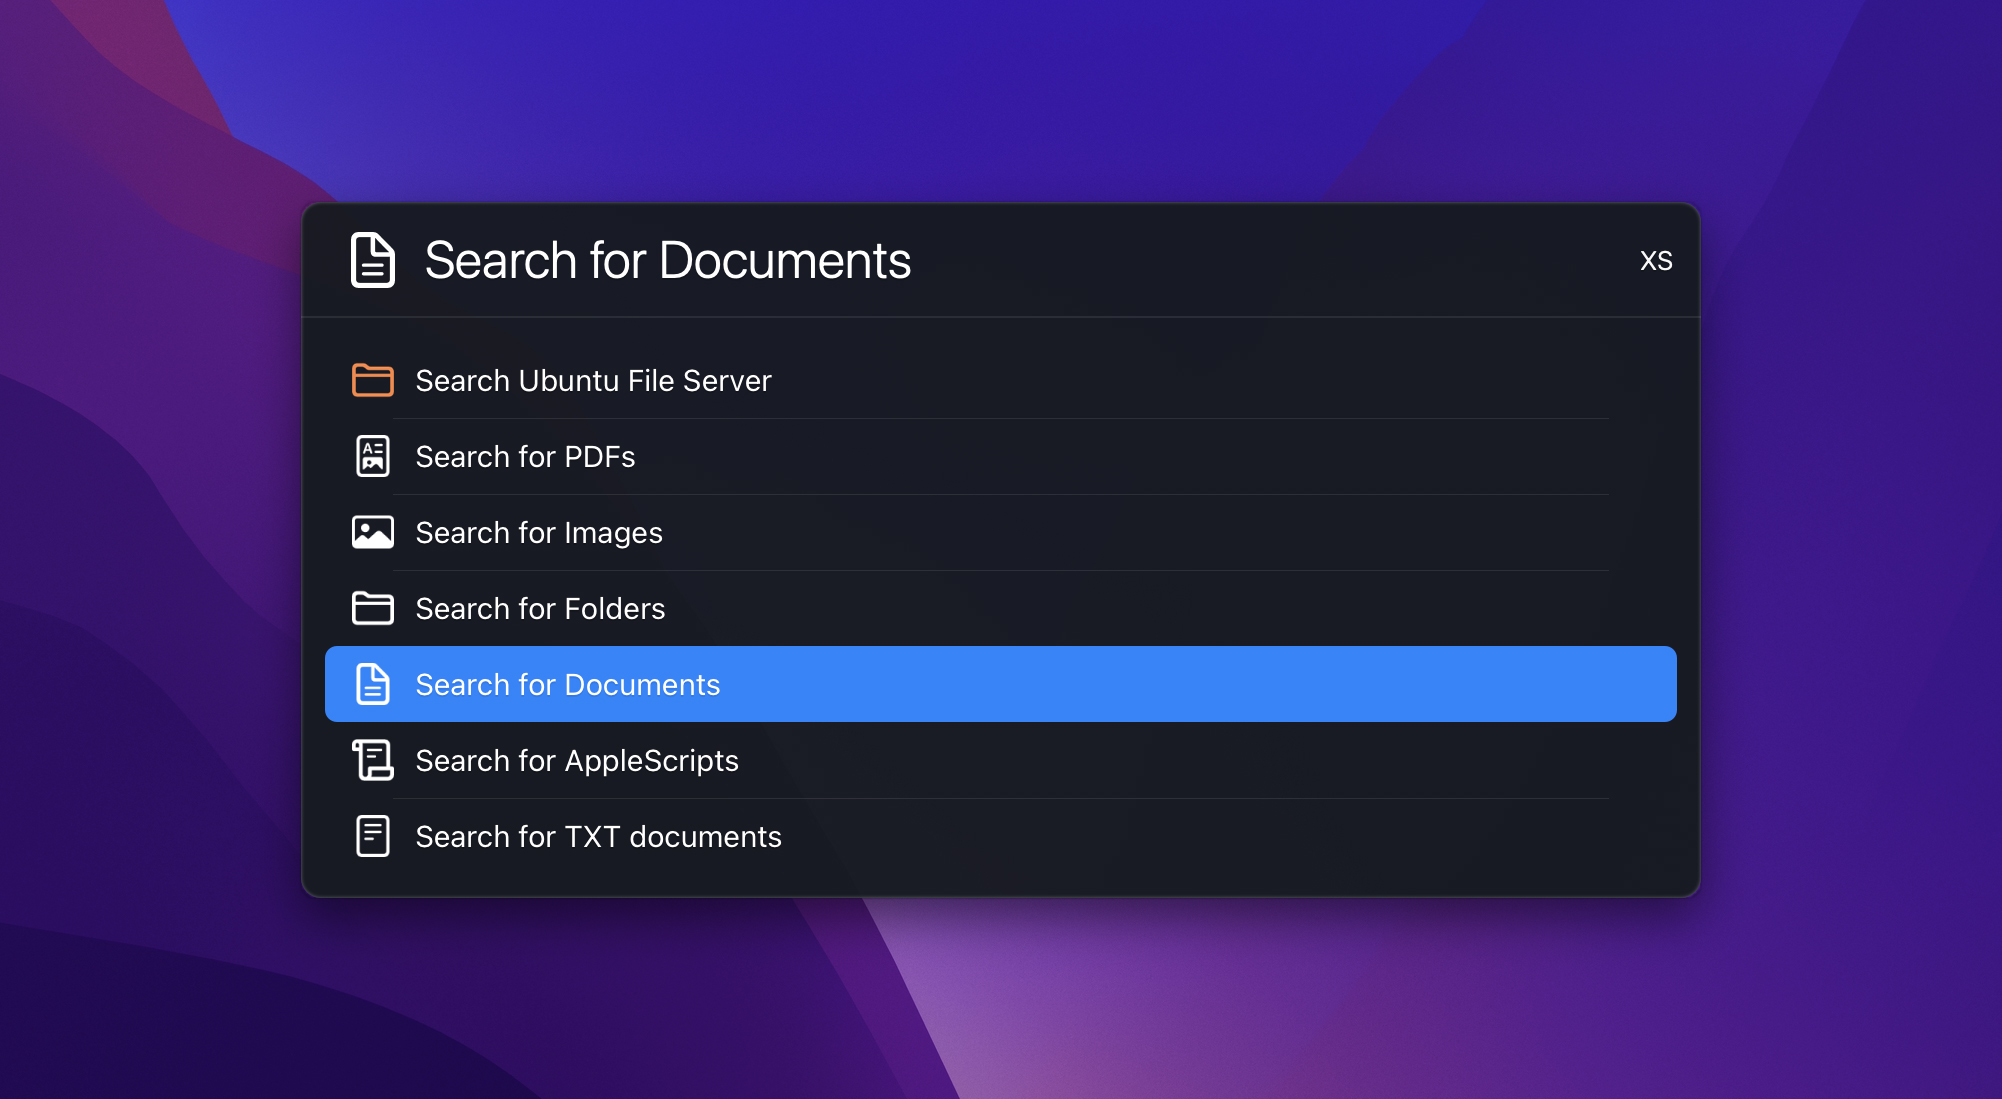 Search for Documents
XS
Search Ubuntu File Server
Search for PDFs
Search for Images
Search for Folders
Search for Documents
Search for AppleScripts
Search for TXT documents